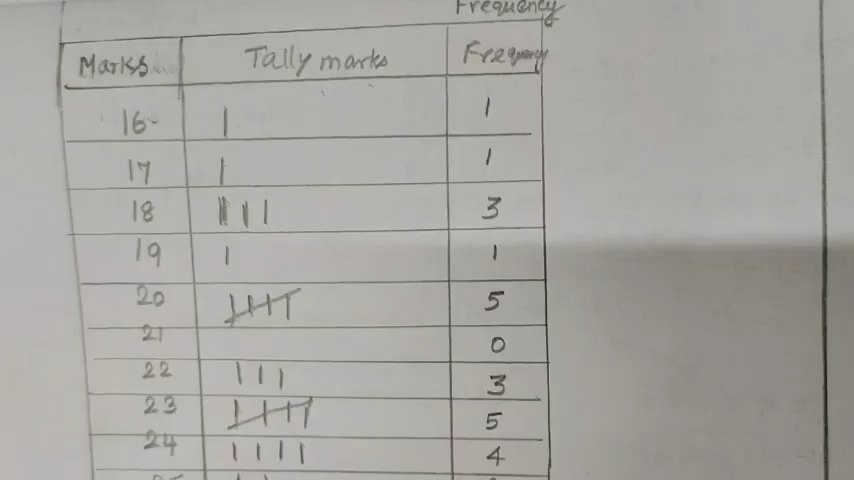 Frequency
Marks Tally marks Frequency
16 | 1
17 | 1
18 ||| 3
19 | 1
20 𝍸 5
21 0
22 ||| 3
23 𝍸 5
24 |||| 4